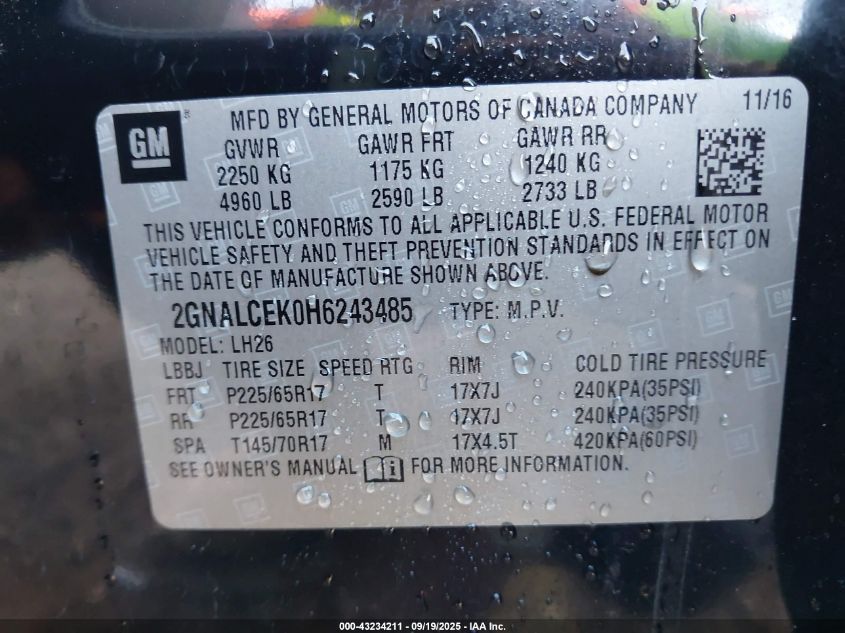 MFD BY GENERAL MOTORS OF CANADA COMPANY 11/16
GM
GVWR GAWR FRT GAWR RR
2250 KG 1175 KG 1240 KG
4960 LB 2590 LB 2733 LB
THIS VEHICLE CONFORMS TO ALL APPLICABLE U.S. FEDERAL MOTOR
VEHICLE SAFETY AND THEFT PREVENTION STANDARDS IN EFFECT ON
THE DATE OF MANUFACTURE SHOWN ABOVE.
2GNALCEK0H6243485 TYPE: M.P.V.
MODEL: LH26
LBBJ TIRE SIZE SPEED RTG RIM COLD TIRE PRESSURE
FRT P225/65R17 T 17X7J 240KPA(35PSI)
RR P225/65R17 T 17X7J 240KPA(35PSI)
SPA T145/70R17 M 17X4.5T 420KPA(60PSI)
SEE OWNER'S MANUAL FOR MORE INFORMATION.
000-43234211 - 09/19/2025 - IAA Inc.